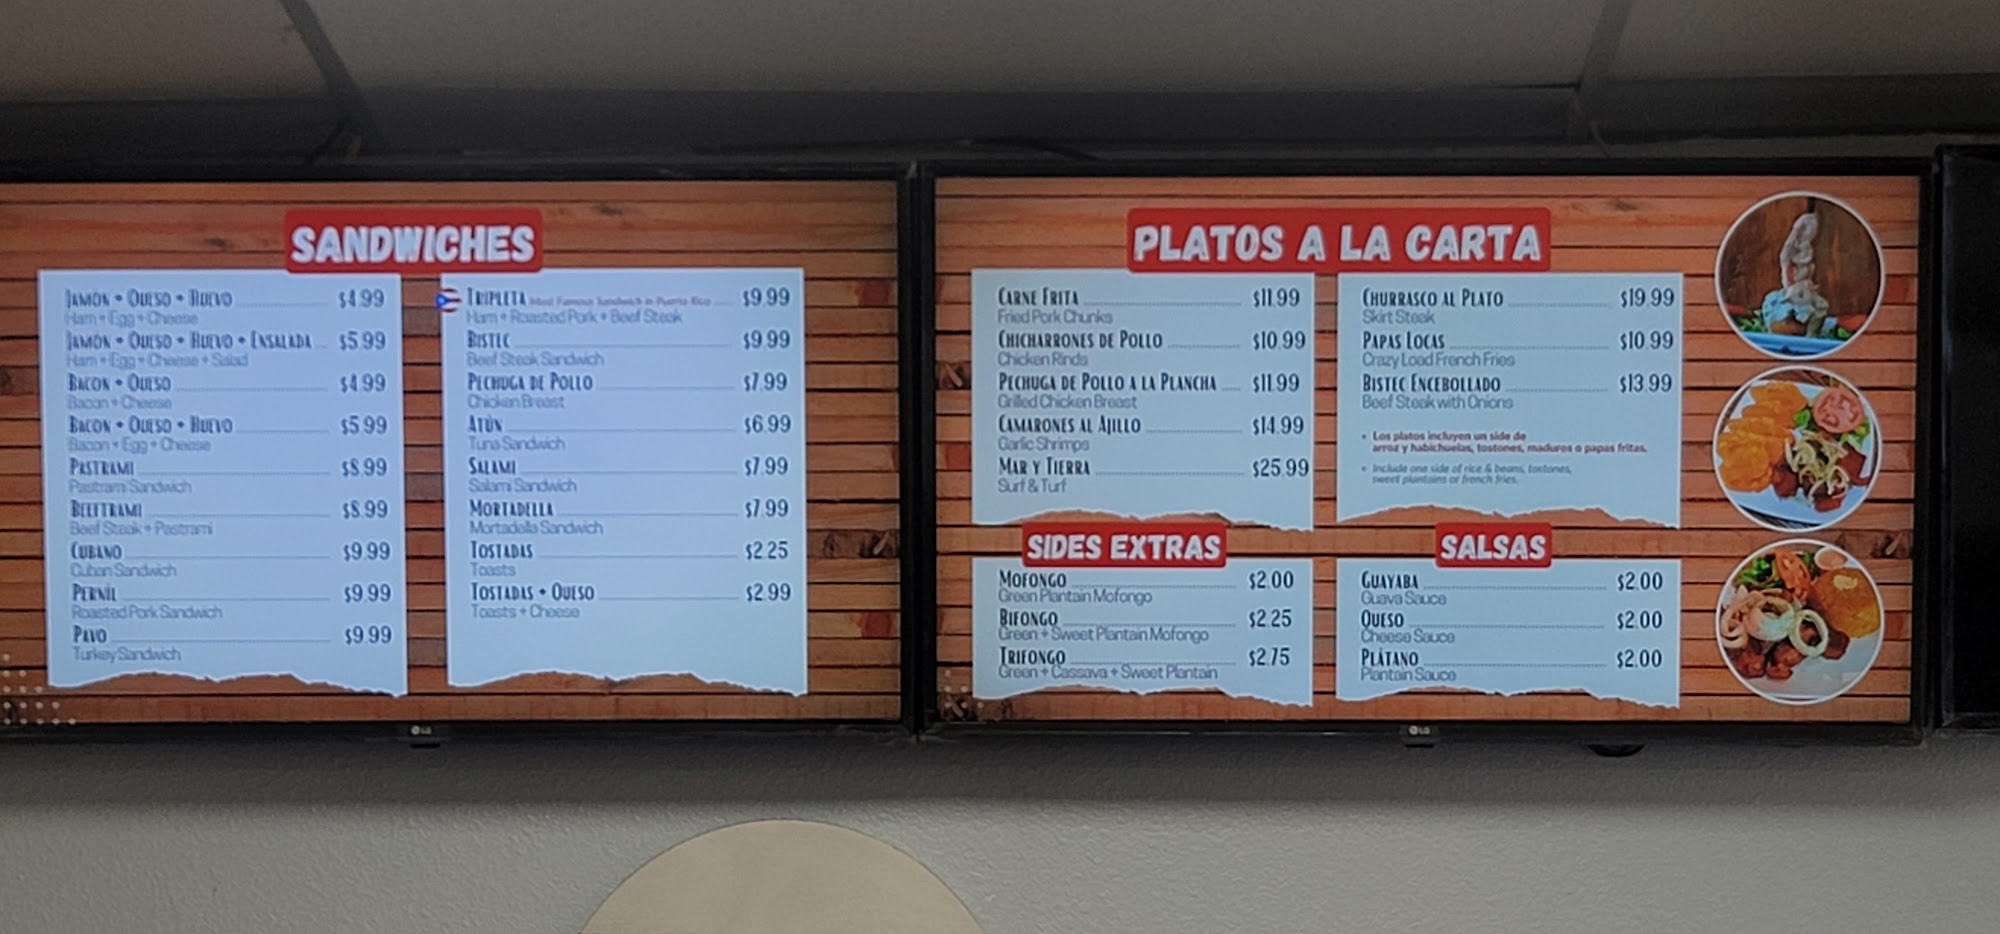 SANDWICHES
JAMÓN + QUESO + HUEVO $4.99
Ham + Egg + Cheese
JAMÓN + QUESO + HUEVO + ENSALADA $5.99
Ham + Egg + Cheese + Salad
BACON + QUESO $4.99
Bacon + Cheese
BACON + QUESO + HUEVO $5.99
Bacon + Egg + Cheese
PASTRAMI $8.99
Pastrami Sandwich
BEEFTRAMI $8.99
Beef Steak + Pastrami
CUBANO $9.99
Cuban Sandwich
PERNIL $9.99
Roasted Pork Sandwich
PAVO $9.99
Turkey Sandwich
TRIPLETA Most Famous Sandwich in Puerto Rico $9.99
Ham + Roasted Pork + Beef Steak
BISTEC $9.99
Beef Steak Sandwich
PECHUGA DE POLLO $7.99
Chicken Breast
ATÚN $6.99
Tuna Sandwich
SALAMI $7.99
Salami Sandwich
MORTADELLA $7.99
Mortadella Sandwich
TOSTADAS $2.25
Toasts
TOSTADAS + QUESO $2.99
Toasts + Cheese
PLATOS A LA CARTA
CARNE FRITA $11.99
Fried Pork Chunks
CHICHARRONES DE POLLO $10.99
Chicken Rinds
PECHUGA DE POLLO A LA PLANCHA $11.99
Grilled Chicken Breast
CAMARONES AL AJILLO $14.99
Garlic Shrimps
MAR Y TIERRA $25.99
Surf & Turf
CHURRASCO AL PLATO $19.99
Skirt Steak
PAPAS LOCAS $10.99
Crazy Load French Fries
BISTEC ENCEBOLLADO $13.99
Beef Steak with Onions
• Los platos incluyen un side de
arroz y habichuelas, tostones, maduros o papas fritas.
• Include one side of rice & beans, tostones,
sweet plantains or french fries.
SIDES EXTRAS
MOFONGO $2.00
Green Plantain Mofongo
BIFONGO $2.25
Green + Sweet Plantain Mofongo
TRIFONGO $2.75
Green + Cassava + Sweet Plantain
SALSAS
GUAYABA $2.00
Guava Sauce
QUESO $2.00
Cheese Sauce
PLÁTANO $2.00
Plantain Sauce
LG
LG